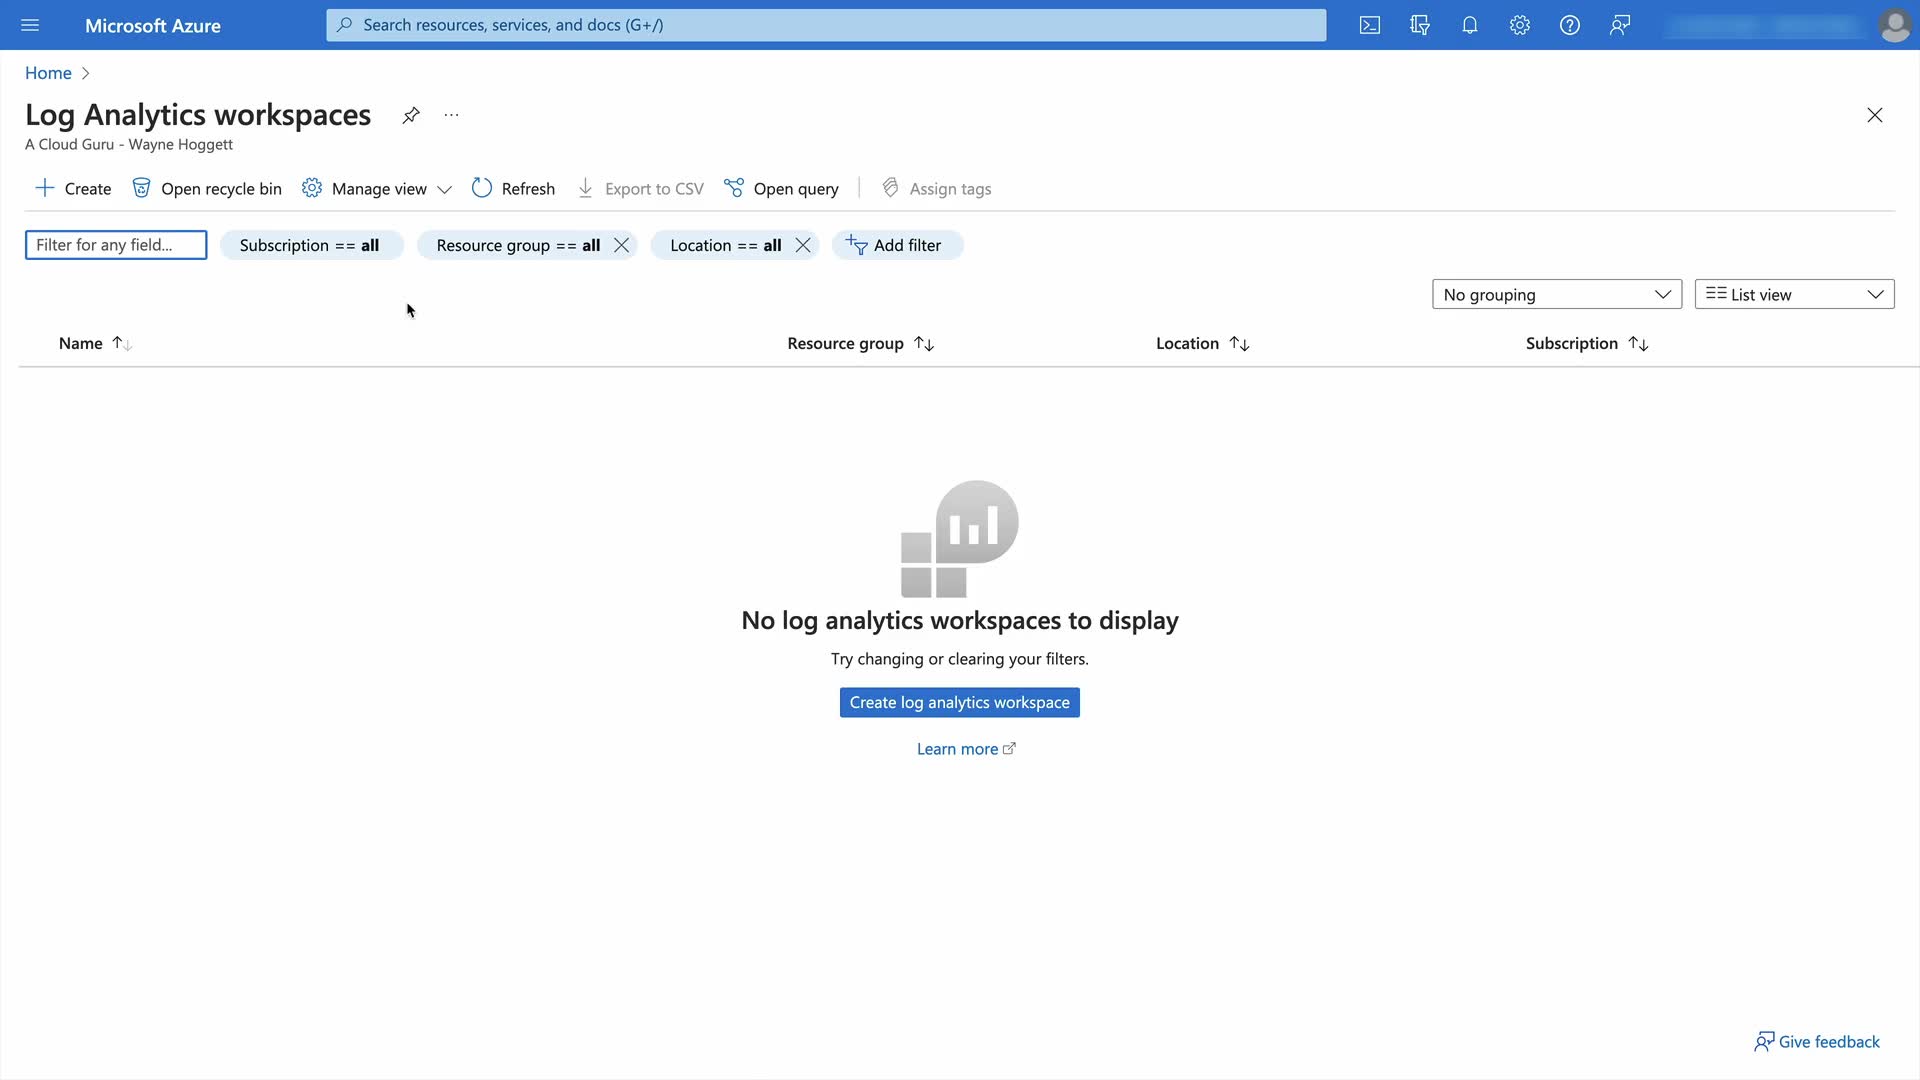 Microsoft Azure
Search resources, services, and docs (G+/)
Home
Log Analytics workspaces
A Cloud Guru - Wayne Hoggett
Create Open recycle bin Manage view Refresh Export to CSV Open query Assign tags
Filter for any field... Subscription == all Resource group == all Location == all Add filter
No grouping List view
Name Resource group Location Subscription
No log analytics workspaces to display
Try changing or clearing your filters.
Create log analytics workspace
Learn more
Give feedback